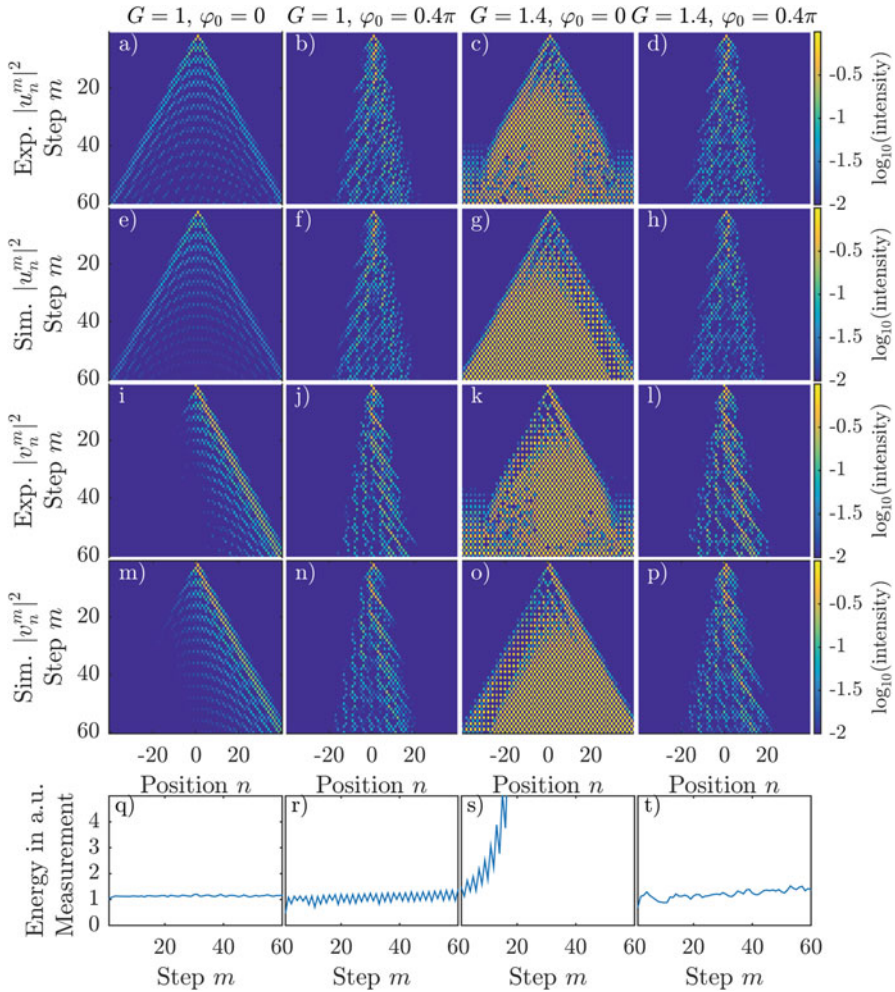 G = 1, φ₀ = 0
G = 1, φ₀ = 0.4π
G = 1.4, φ₀ = 0
G = 1.4, φ₀ = 0.4π
Exp. |uₙᵐ|²
Step m
20
40
60
a)
b)
c)
d)
-0.5
-1
-1.5
-2
log₁₀(intensity)
Sim. |uₙᵐ|²
Step m
20
40
60
e)
f)
g)
h)
-0.5
-1
-1.5
-2
log₁₀(intensity)
Exp. |vₙᵐ|²
Step m
20
40
60
i
j)
k
l)
-0.5
-1
-1.5
-2
log₁₀(intensity)
Sim. |vₙᵐ|²
Step m
20
40
60
m)
n)
o)
p)
-0.5
-1
-1.5
-2
log₁₀(intensity)
-20 0 20
-20 0 20
-20 0 20
-20 0 20
Position n
Position n
Position n
Position n
Energy in a.u.
Measurement
4
3
2
1
0
q)
r)
s)
t)
20 40 60
20 40 60
20 40 60
20 40 60
Step m
Step m
Step m
Step m